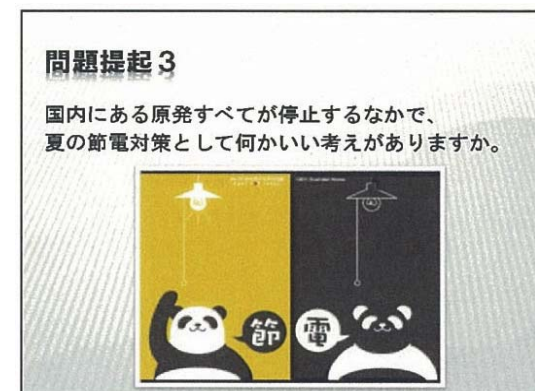 問題提起3
国内にある原発すべてが停止するなかで、
夏の節電対策として何かいい考えがありますか。
節 電